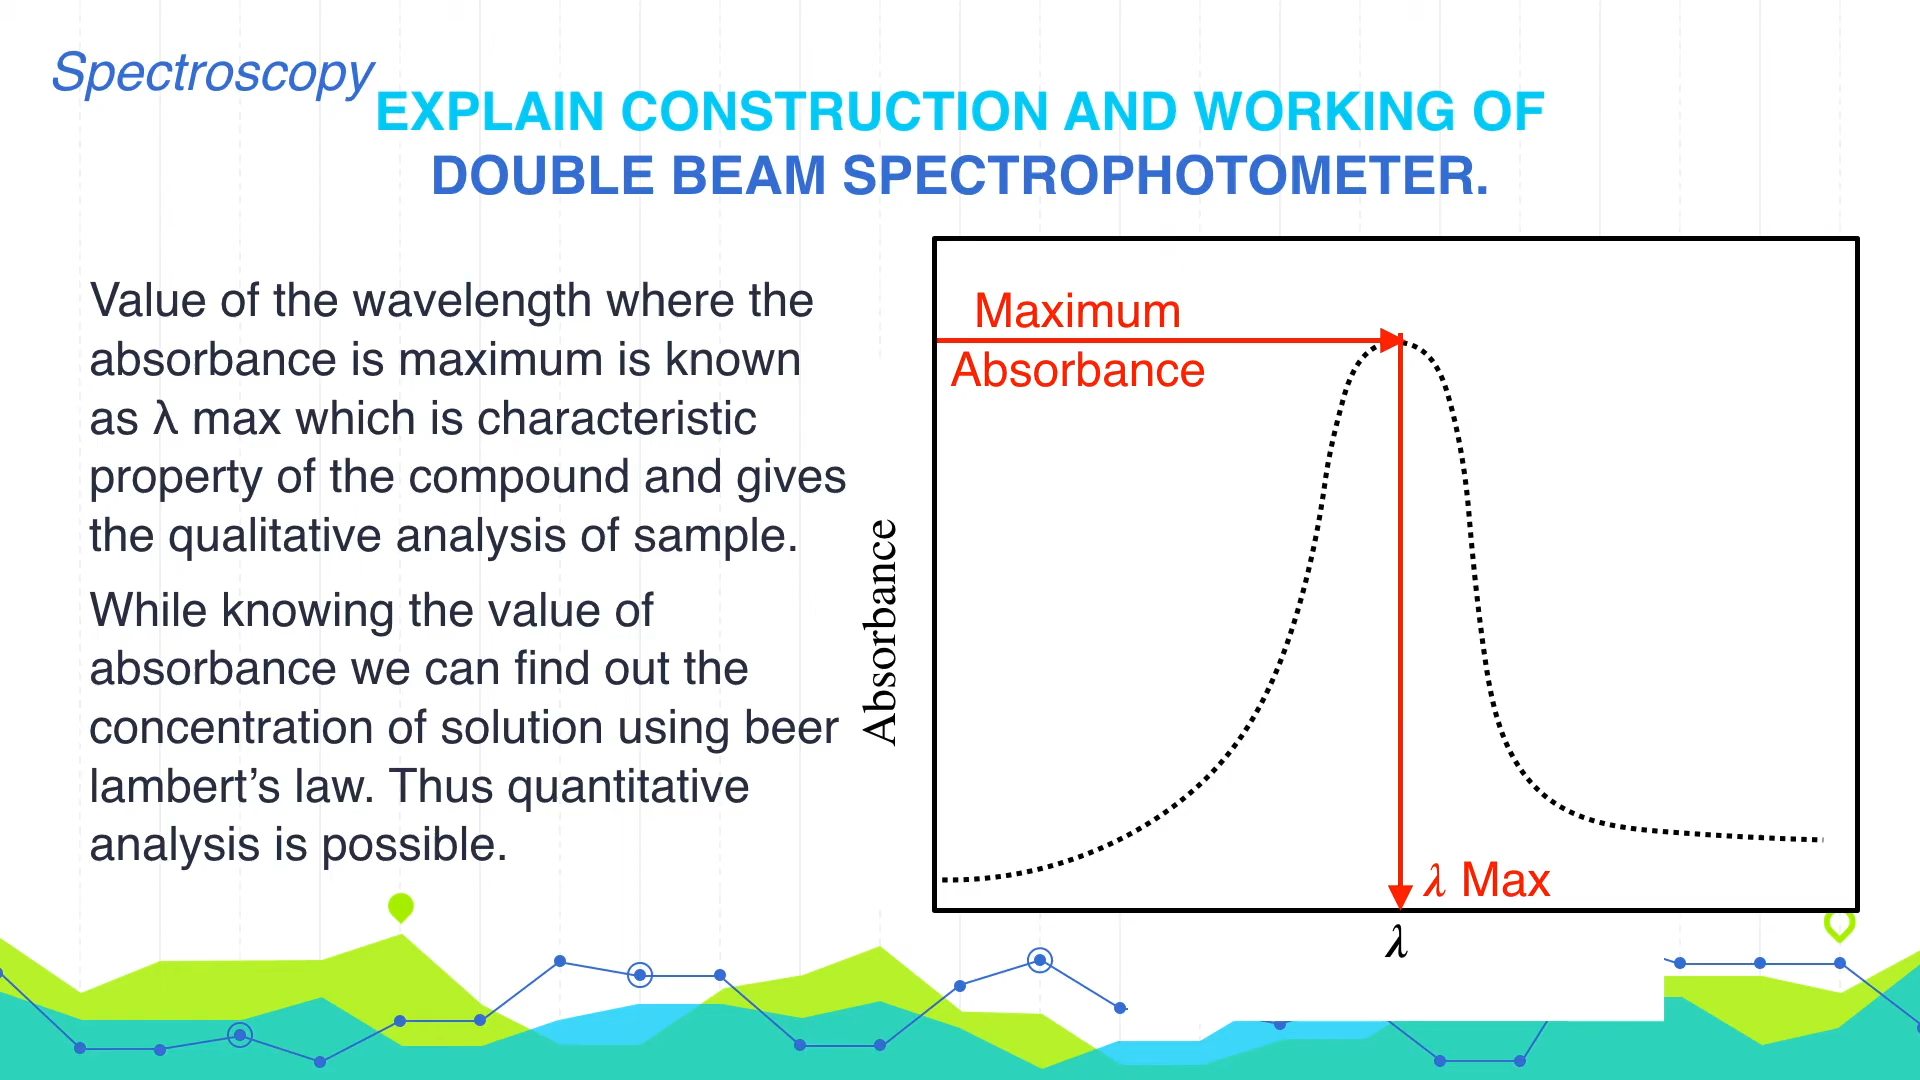 Spectroscopy
EXPLAIN CONSTRUCTION AND WORKING OF
DOUBLE BEAM SPECTROPHOTOMETER.
Value of the wavelength where the
absorbance is maximum is known
as λ max which is characteristic
property of the compound and gives
the qualitative analysis of sample.
While knowing the value of
absorbance we can find out the
concentration of solution using beer
lambert’s law. Thus quantitative
analysis is possible.
Absorbance
Maximum
Absorbance
λ Max
λ